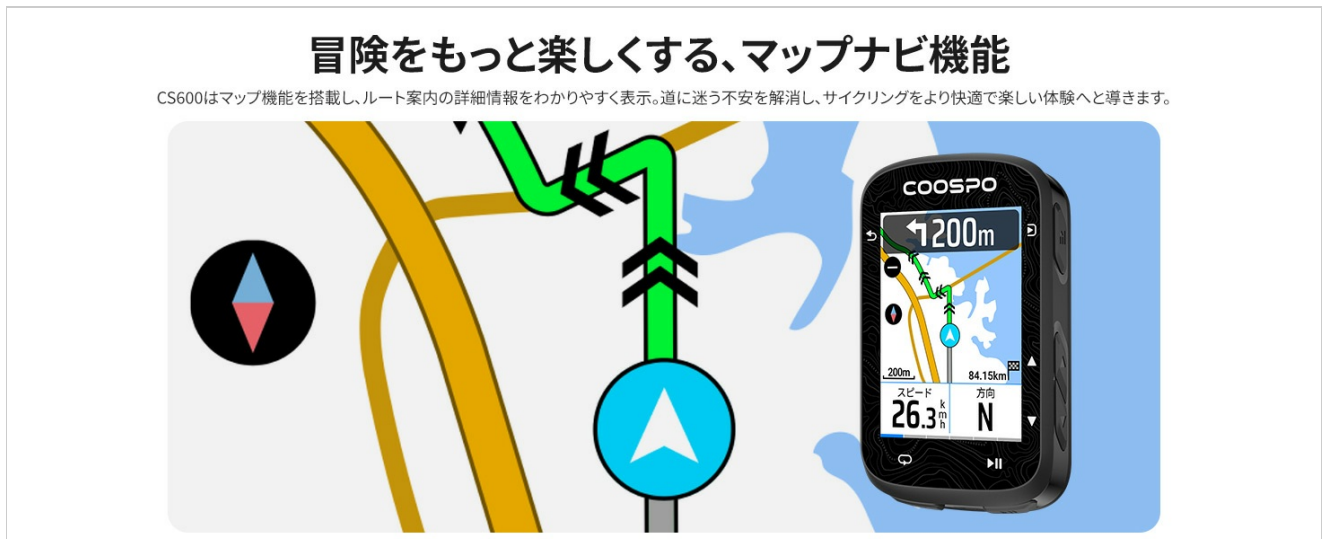 冒険をもっと楽しくする、マップナビ機能
CS600はマップ機能を搭載し、ルート案内の詳細情報をわかりやすく表示。道に迷う不安を解消し、サイクリングをより快適で楽しい体験へと導きます。
COOSPO
200m
200m
84.15km
スピード
方向
26.3 kmh
N